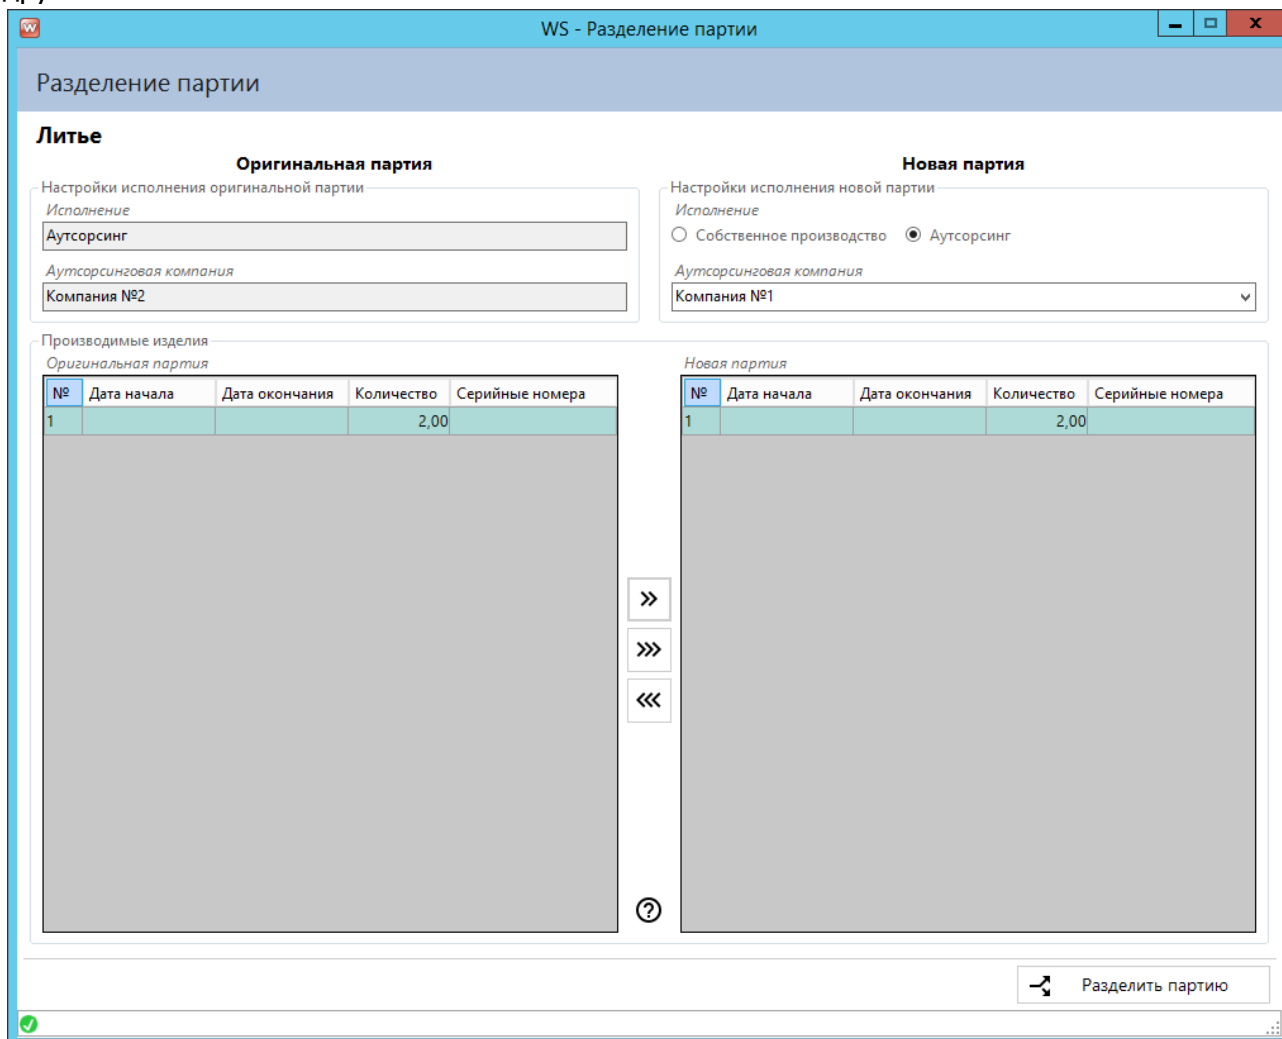 WS - Разделение партии
Разделение партии
Литье
Оригинальная партия Новая партия
Настройки исполнения оригинальной партии Настройки исполнения новой партии
Исполнение Исполнение
Аутсорсинг Собственное производство Аутсорсинг
Аутсорсинговая компания Аутсорсинговая компания
Компания №2 Компания №1
Производимые изделия
Оригинальная партия Новая партия
№ Дата начала Дата окончания Количество Серийные номера № Дата начала Дата окончания Количество Серийные номера
1 2,00 1 2,00
Разделить партию